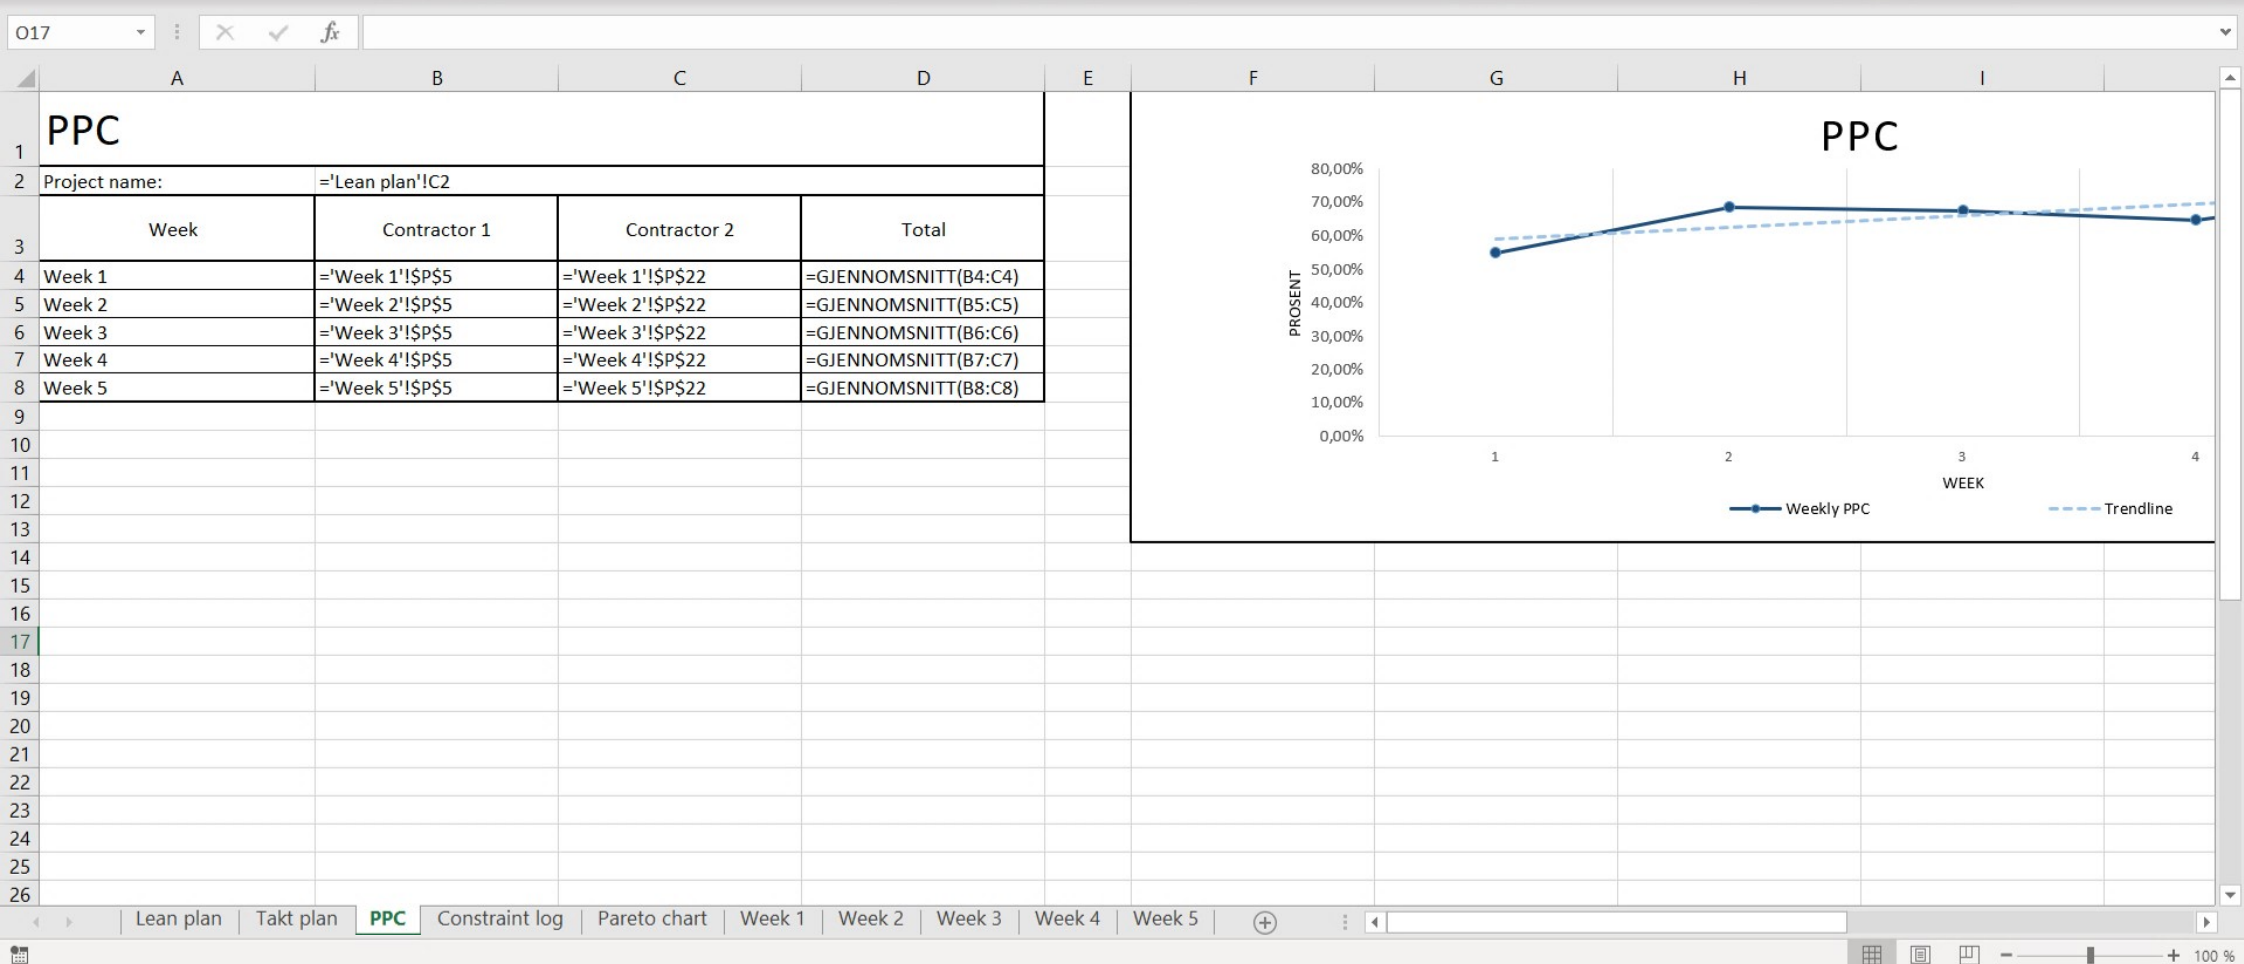 O17
fx
A B C D E F G H I
1 PPC
2 Project name: ='Lean plan'!C2
3 Week Contractor 1 Contractor 2 Total
4 Week 1 ='Week 1'!$P$5 ='Week 1'!$P$22 =GJENNOMSNITT(B4:C4)
5 Week 2 ='Week 2'!$P$5 ='Week 2'!$P$22 =GJENNOMSNITT(B5:C5)
6 Week 3 ='Week 3'!$P$5 ='Week 3'!$P$22 =GJENNOMSNITT(B6:C6)
7 Week 4 ='Week 4'!$P$5 ='Week 4'!$P$22 =GJENNOMSNITT(B7:C7)
8 Week 5 ='Week 5'!$P$5 ='Week 5'!$P$22 =GJENNOMSNITT(B8:C8)
9
10
11
12
13
14
15
16
17
18
19
20
21
22
23
24
25
26
PPC
80,00%
70,00%
60,00%
50,00%
40,00%
30,00%
20,00%
10,00%
0,00%
PROSENT
1 2 3 4
WEEK
Weekly PPC Trendline
Lean plan Takt plan PPC Constraint log Pareto chart Week 1 Week 2 Week 3 Week 4 Week 5
100 %